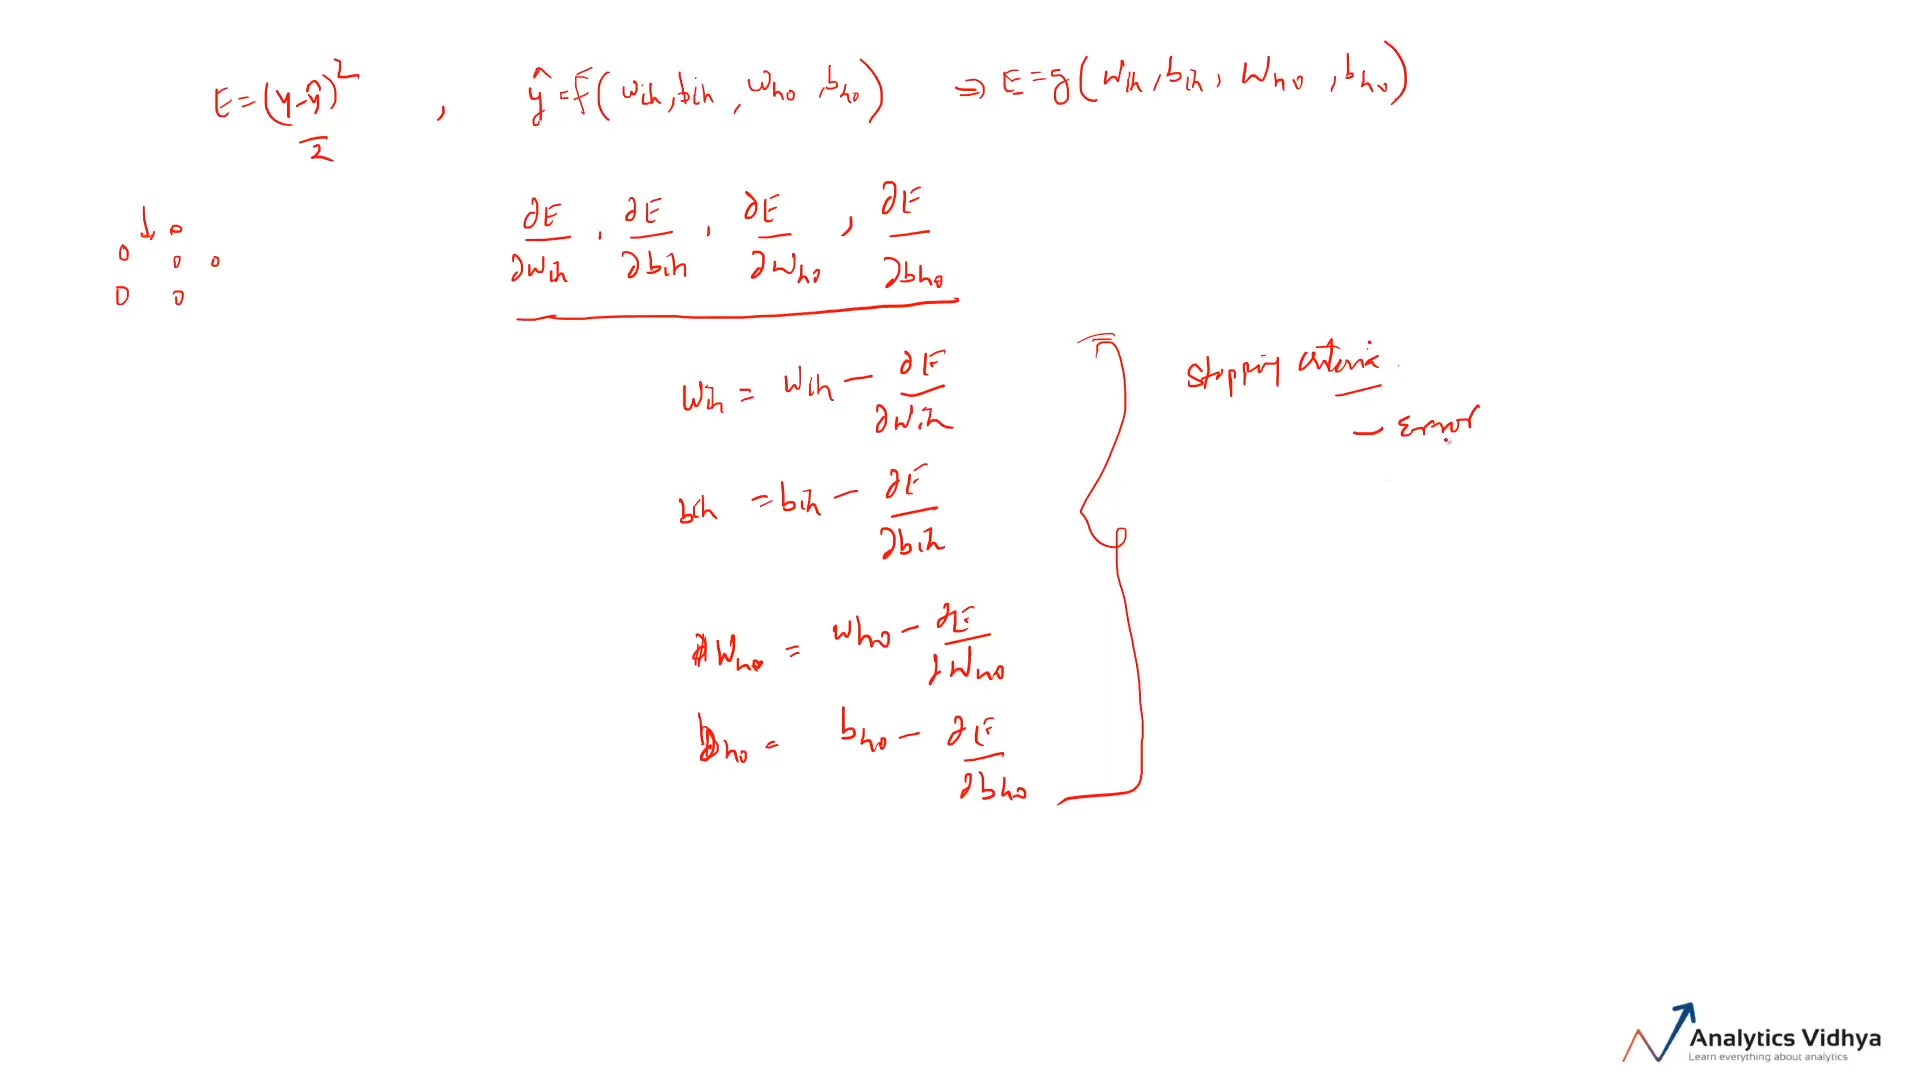 E = (y-ŷ)²/2 , ŷ = f(wih, bih, who, bho) ⇒ E = g(wih, bih, who, bho)
∂E/∂wih , ∂E/∂bih , ∂E/∂who , ∂E/∂bho
wih = wih − ∂E/∂wih
Stopping criteria
— Error
bih = bih − ∂E/∂bih
who = who − ∂E/∂who
bho = bho − ∂E/∂bho
Analytics Vidhya
Learn everything about analytics